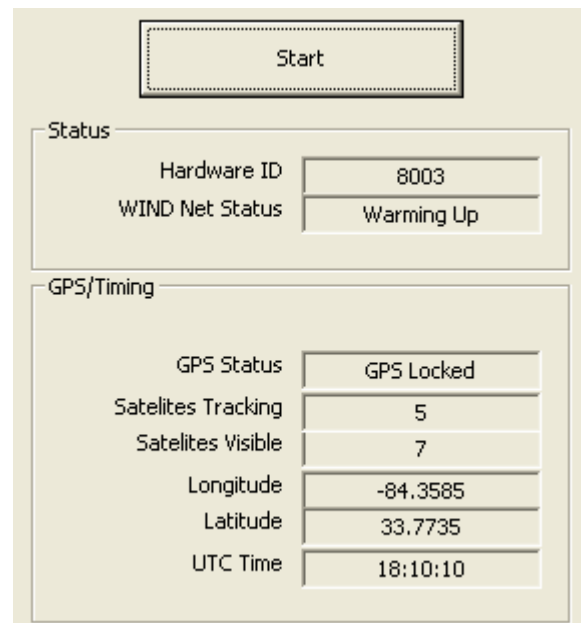 Start
Status
Hardware ID 8003
WIND Net Status Warming Up
GPS/Timing
GPS Status GPS Locked
Satelites Tracking 5
Satelites Visible 7
Longitude -84.3585
Latitude 33.7735
UTC Time 18:10:10